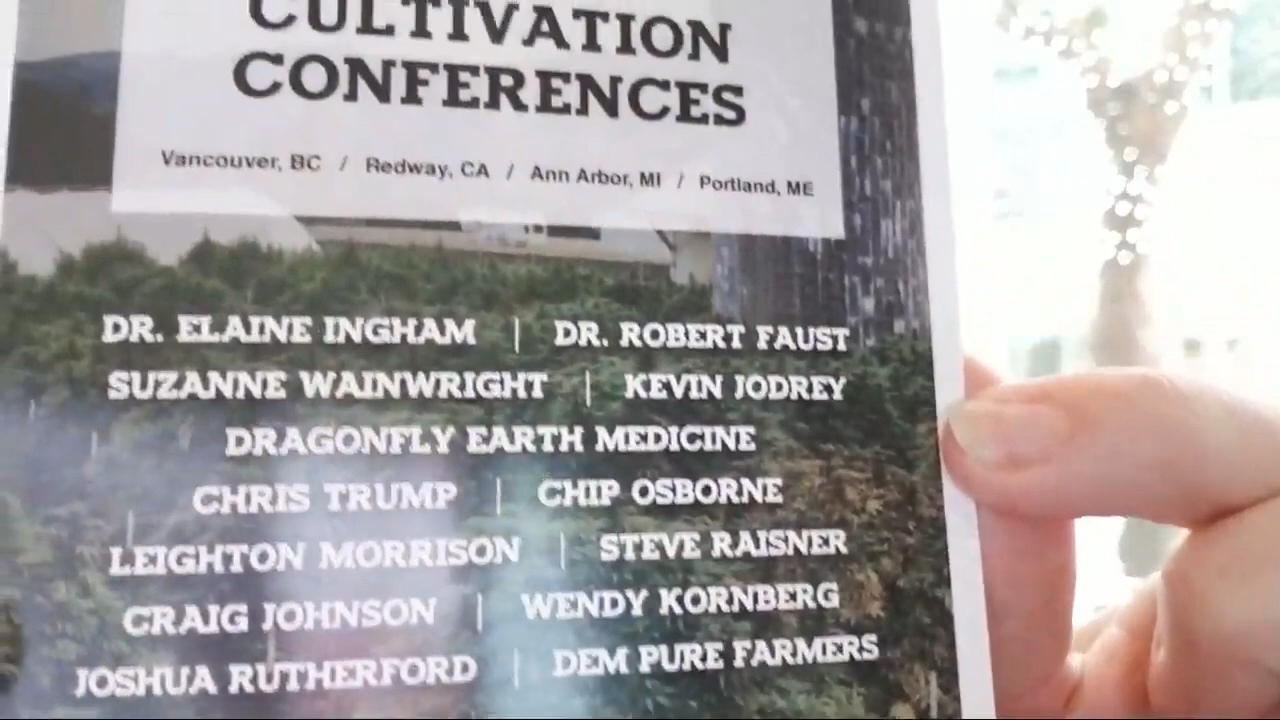 CULTIVATION
CONFERENCES
Vancouver, BC / Redway, CA / Ann Arbor, MI / Portland, ME
DR. ELAINE INGHAM | DR. ROBERT FAUST
SUZANNE WAINWRIGHT | KEVIN JODREY
DRAGONFLY EARTH MEDICINE
CHRIS TRUMP | CHIP OSBORNE
LEIGHTON MORRISON | STEVE RAISNER
CRAIG JOHNSON | WENDY KORNBERG
JOSHUA RUTHERFORD | DEM PURE FARMERS